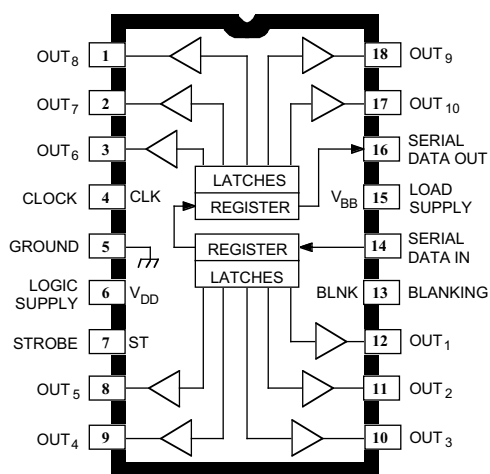 OUT8 1 18 OUT9
OUT7 2 17 OUT10
OUT6 3 16 SERIAL DATA OUT
LATCHES
CLOCK 4 CLK REGISTER VBB 15 LOAD SUPPLY
GROUND 5 REGISTER 14 SERIAL DATA IN
LATCHES
LOGIC SUPPLY 6 VDD BLNK 13 BLANKING
STROBE 7 ST 12 OUT1
OUT5 8 11 OUT2
OUT4 9 10 OUT3